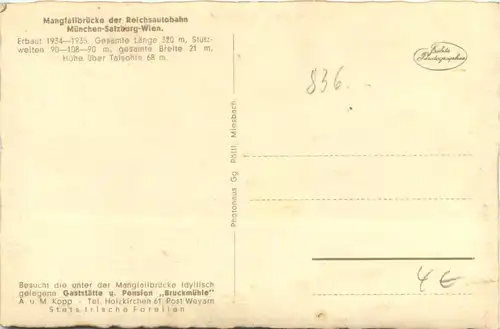 Mangfallbrücke der Reichsautobahn
München-Salzburg-Wien.
Erbaut 1934—1935. Gesamte Länge 320 m, Stütz-
weiten 90—108—90 m, gesamte Breite 21 m,
Höhe über Talsohle 68 m.
Echte
Photographie
836.
Photohaus Gg. Pöltl, Miesbach
4 €
Besucht die unter der Mangfallbrücke idyllisch
gelegene Gaststätte u. Pension „Bruckmühle"
A u M Kopp - Tel. Holzkirchen 61 Post Weyarn
Stets frische Forellen